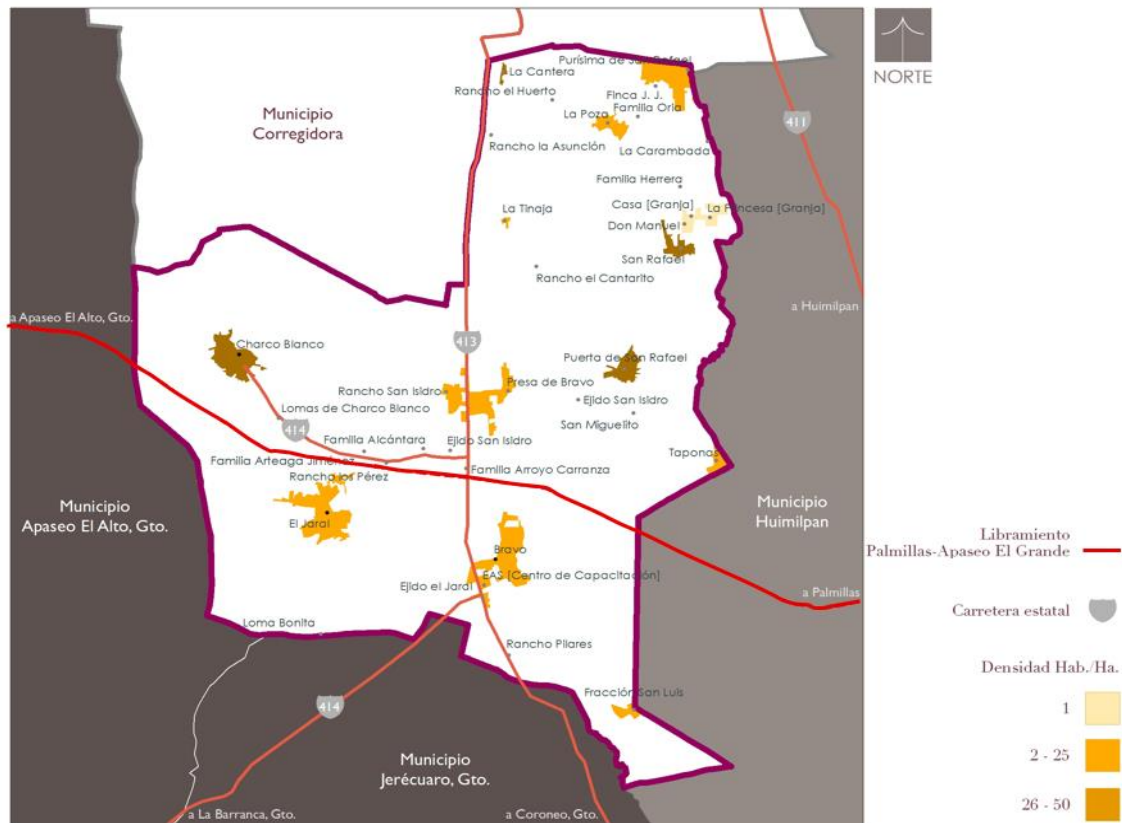 NORTE
Purísima de San Rafael
La Cantera
Rancho el Huerto
Finca J. J.
Familia Oria
La Poza
Municipio
Corregidora
411
Rancho la Asunción
La Carambada
Familia Herrera
Casa [Granja]
La Princesa [Granja]
La Tinaja
Don Manuel
San Rafael
Rancho el Cantarito
a Huimilpan
a Apaseo El Alto, Gto.
413
Charco Blanco
Puerta de San Rafael
Rancho San Isidro
Presa de Bravo
Ejido San Isidro
Lomas de Charco Blanco
San Miguelito
414
Familia Alcántara
Ejido San Isidro
Taponas
Familia Arteaga Jiménez
Familia Arroyo Carranza
Rancho los Pérez
Municipio
Apaseo El Alto, Gto.
Municipio
Huimilpan
El Jaral
Bravo
EAS [Centro de Capacitación]
Ejido el Jaral
a Palmillas
Loma Bonita
Rancho Pilares
Fracción San Luis
414
Municipio
Jerécuaro, Gto.
a La Barranca, Gto.
a Coroneo, Gto.
Libramiento
Palmillas-Apaseo El Grande
Carretera estatal
Densidad Hab./Ha.
1
2 - 25
26 - 50